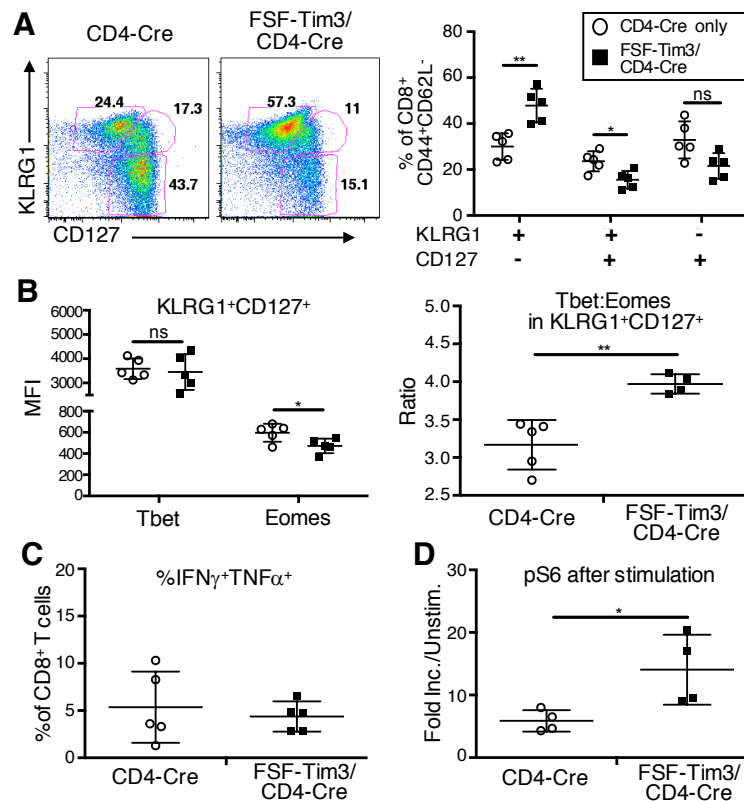 A
CD4-Cre
FSF-Tim3/
CD4-Cre
24.4
17.3
43.7
57.3
11
15.1
KLRG1
CD127
CD4-Cre only
FSF-Tim3/
CD4-Cre
% of CD8+
CD44+CD62L-
80
60
40
20
0
**
*
ns
KLRG1 + + -
CD127 - + +
B
KLRG1+CD127+
MFI
6000
5000
4000
3000
800
600
400
200
0
ns
*
Tbet
Eomes
Tbet:Eomes
in KLRG1+CD127+
Ratio
5.0
4.5
4.0
3.5
3.0
2.5
**
CD4-Cre
FSF-Tim3/
CD4-Cre
C
%IFNγ+TNFα+
%of CD8+ T cells
20
15
10
5
0
CD4-Cre
FSF-Tim3/
CD4-Cre
D
pS6 after stimulation
Fold Inc./Unstim.
30
20
10
0
*
CD4-Cre
FSF-Tim3/
CD4-Cre